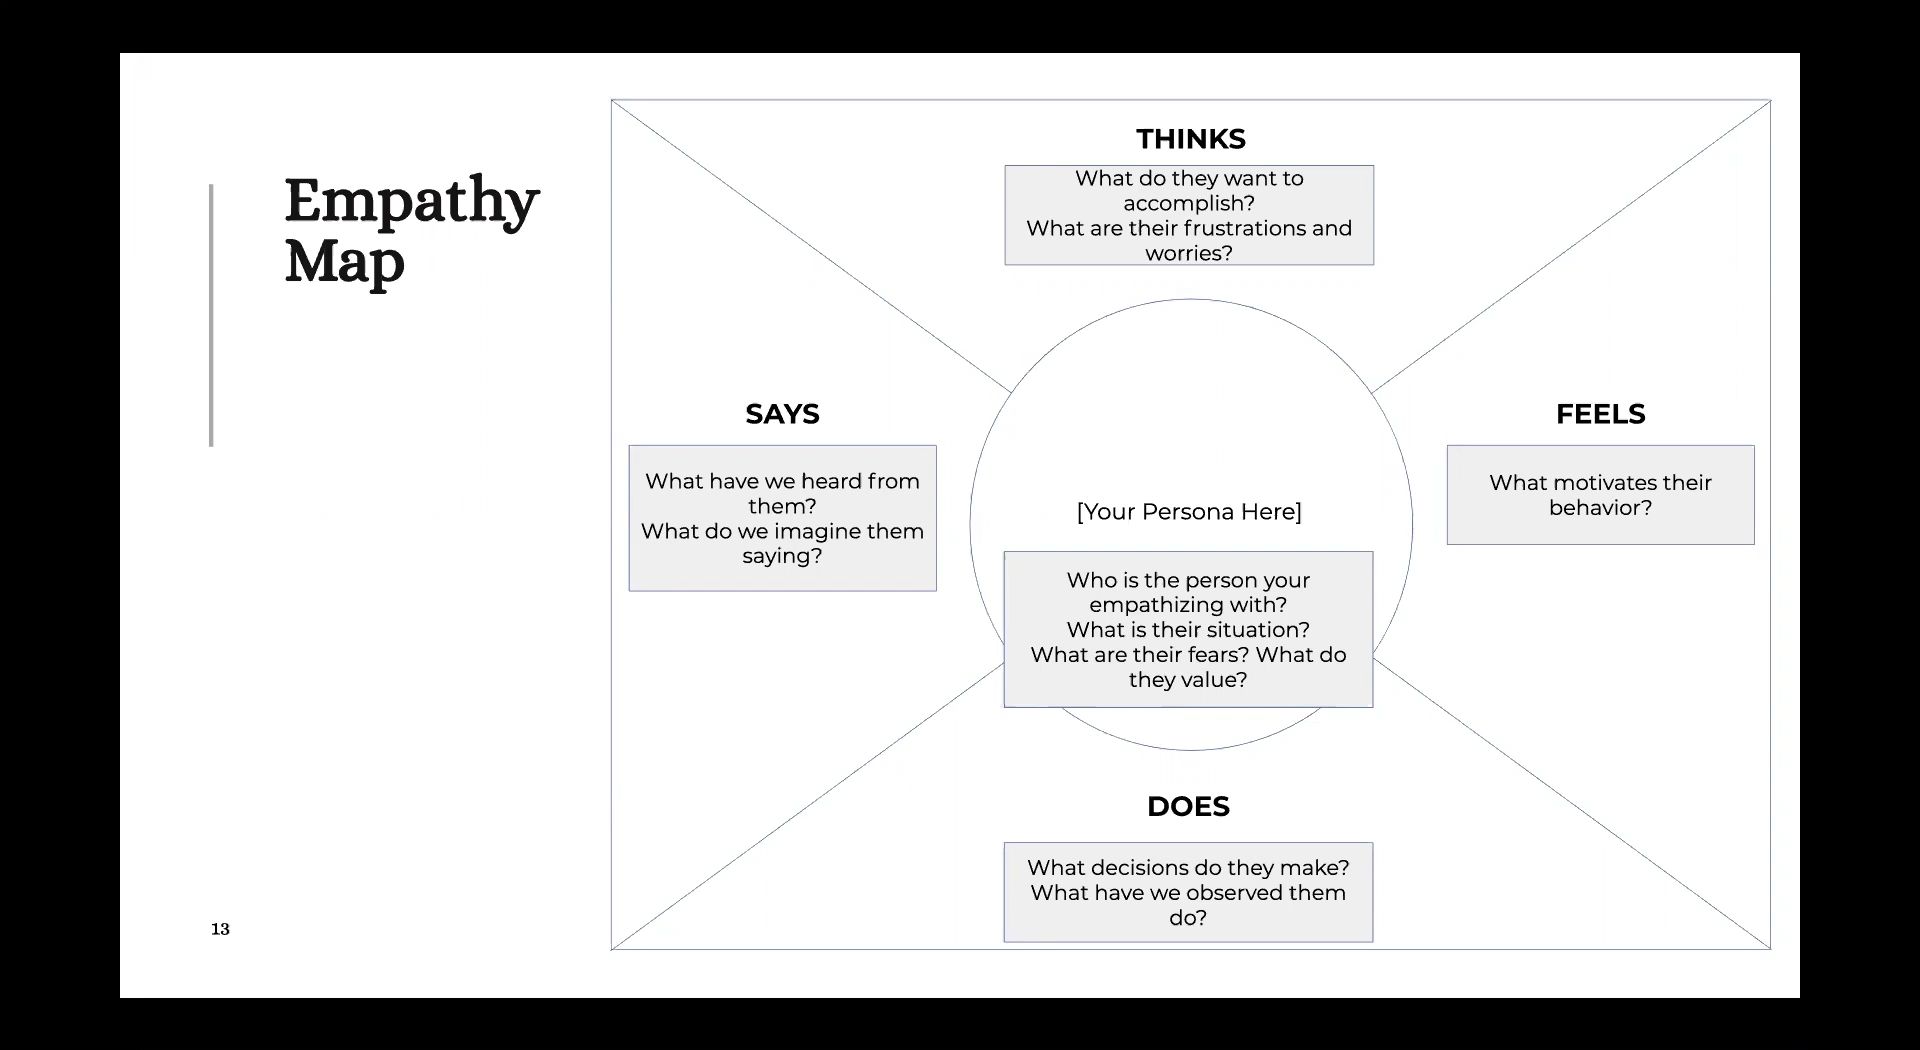 Empathy
Map
THINKS
What do they want to
accomplish?
What are their frustrations and
worries?
SAYS
What have we heard from
them?
What do we imagine them
saying?
[Your Persona Here]
Who is the person your
empathizing with?
What is their situation?
What are their fears? What do
they value?
FEELS
What motivates their
behavior?
DOES
What decisions do they make?
What have we observed them
do?
13